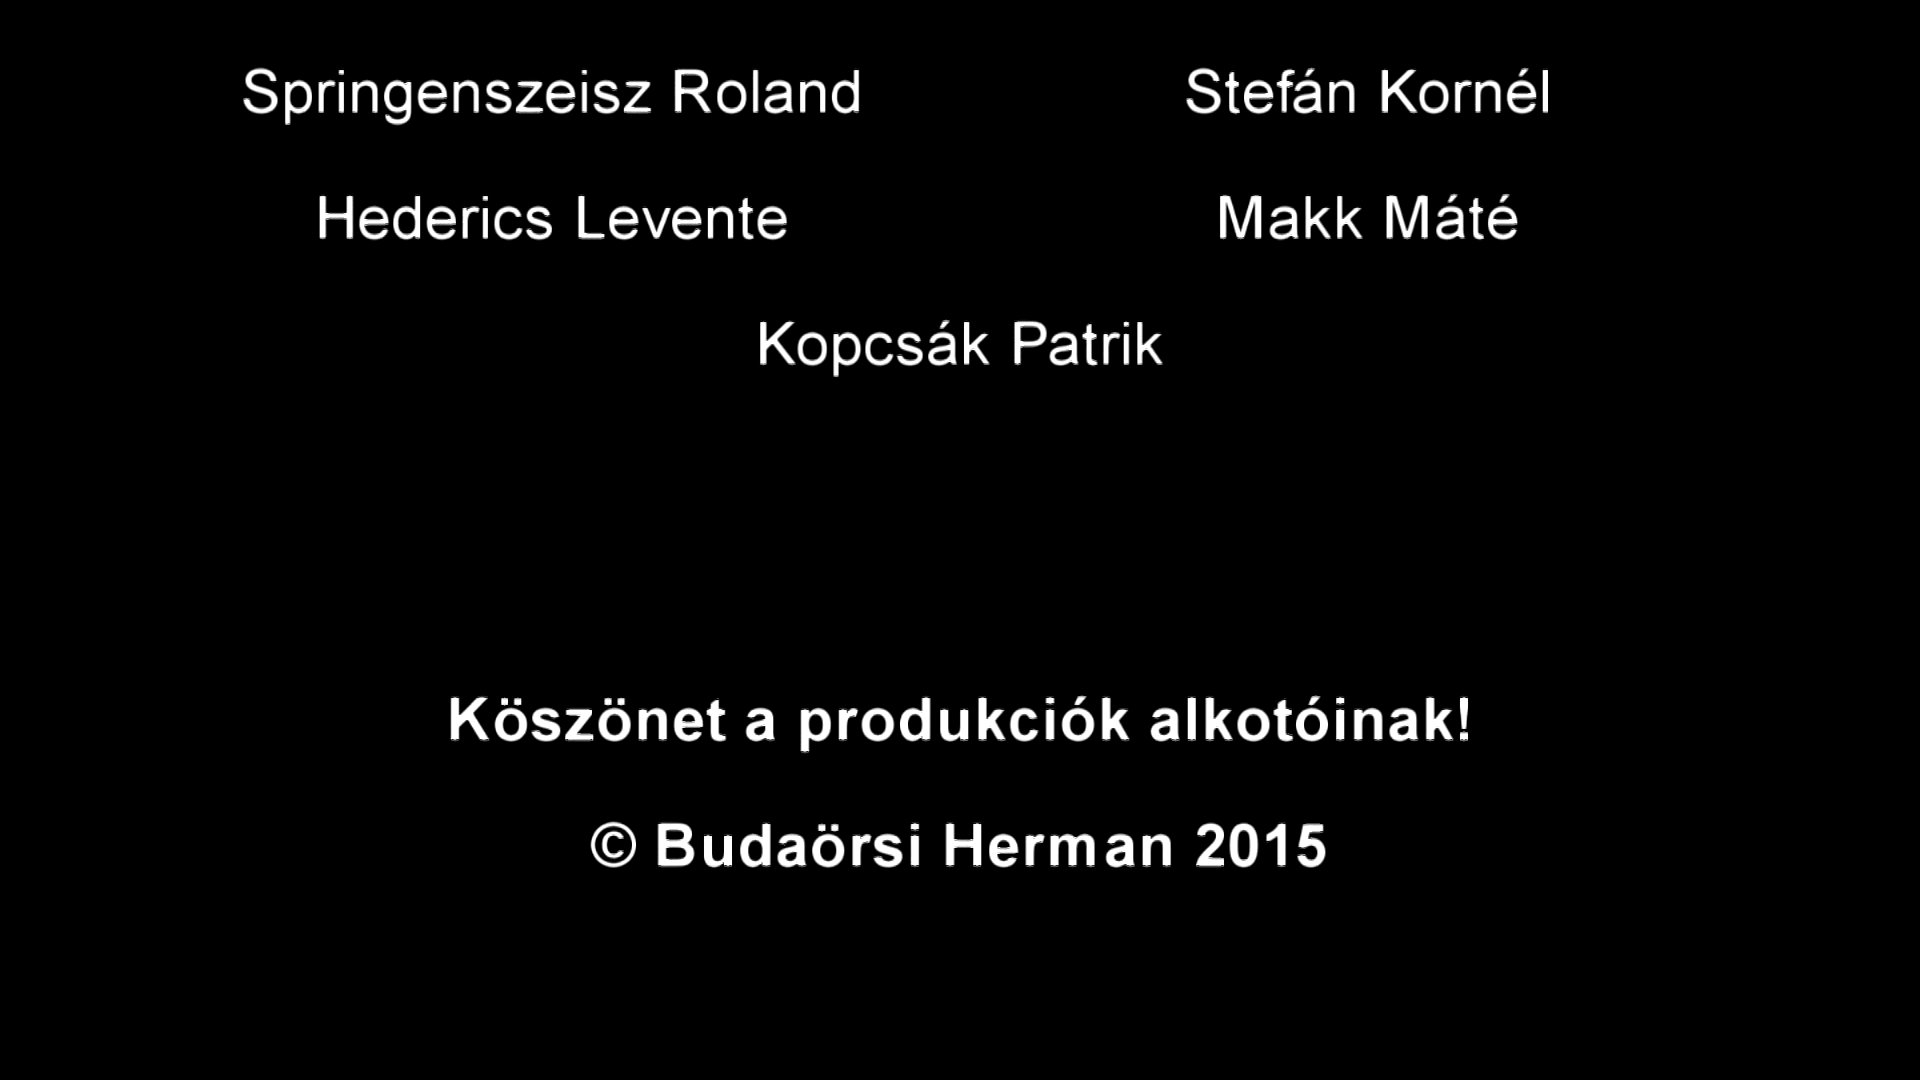 Springenszeisz Roland Stefán Kornél
Hederics Levente Makk Máté
Kopcsák Patrik
Köszönet a produkciók alkotóinak!
© Budaörsi Herman 2015